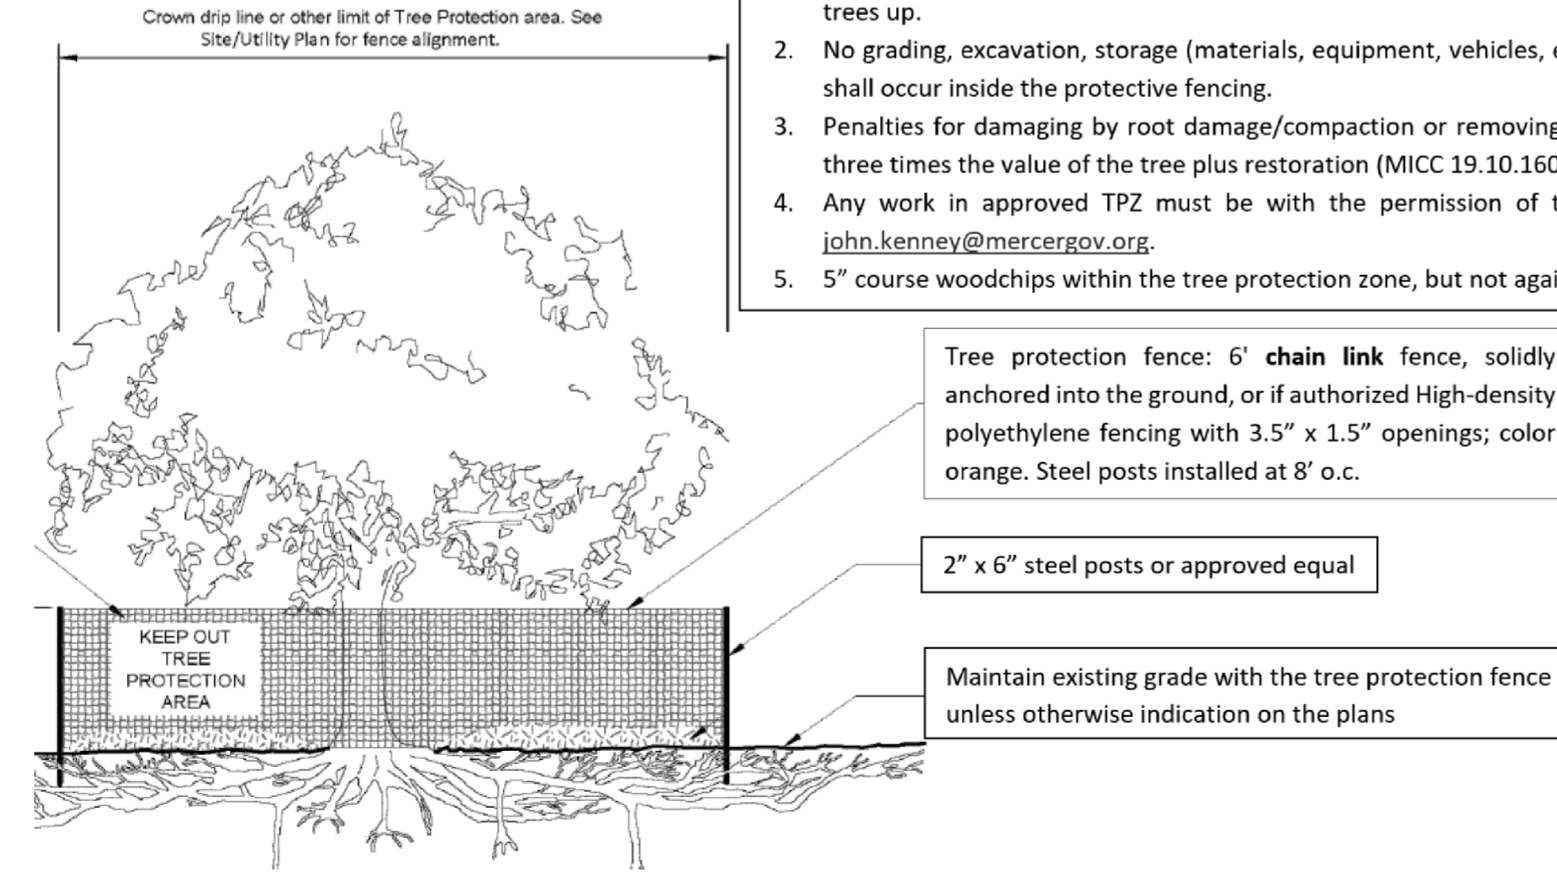 Crown drip line or other limit of Tree Protection area. See
Site/Utility Plan for fence alignment.
trees up.
2. No grading, excavation, storage (materials, equipment, vehicles,
shall occur inside the protective fencing.
3. Penalties for damaging by root damage/compaction or removing
three times the value of the tree plus restoration (MICC 19.10.160
4. Any work in approved TPZ must be with the permission of
john.kenney@mercergov.org.
5. 5” course woodchips within the tree protection zone, but not
Tree protection fence: 6' chain link fence, solidly
anchored into the ground, or if authorized High-density
polyethylene fencing with 3.5” x 1.5” openings; color
orange. Steel posts installed at 8’ o.c.
2” x 6” steel posts or approved equal
KEEP OUT
TREE
PROTECTION
AREA
Maintain existing grade with the tree protection fence
unless otherwise indication on the plans